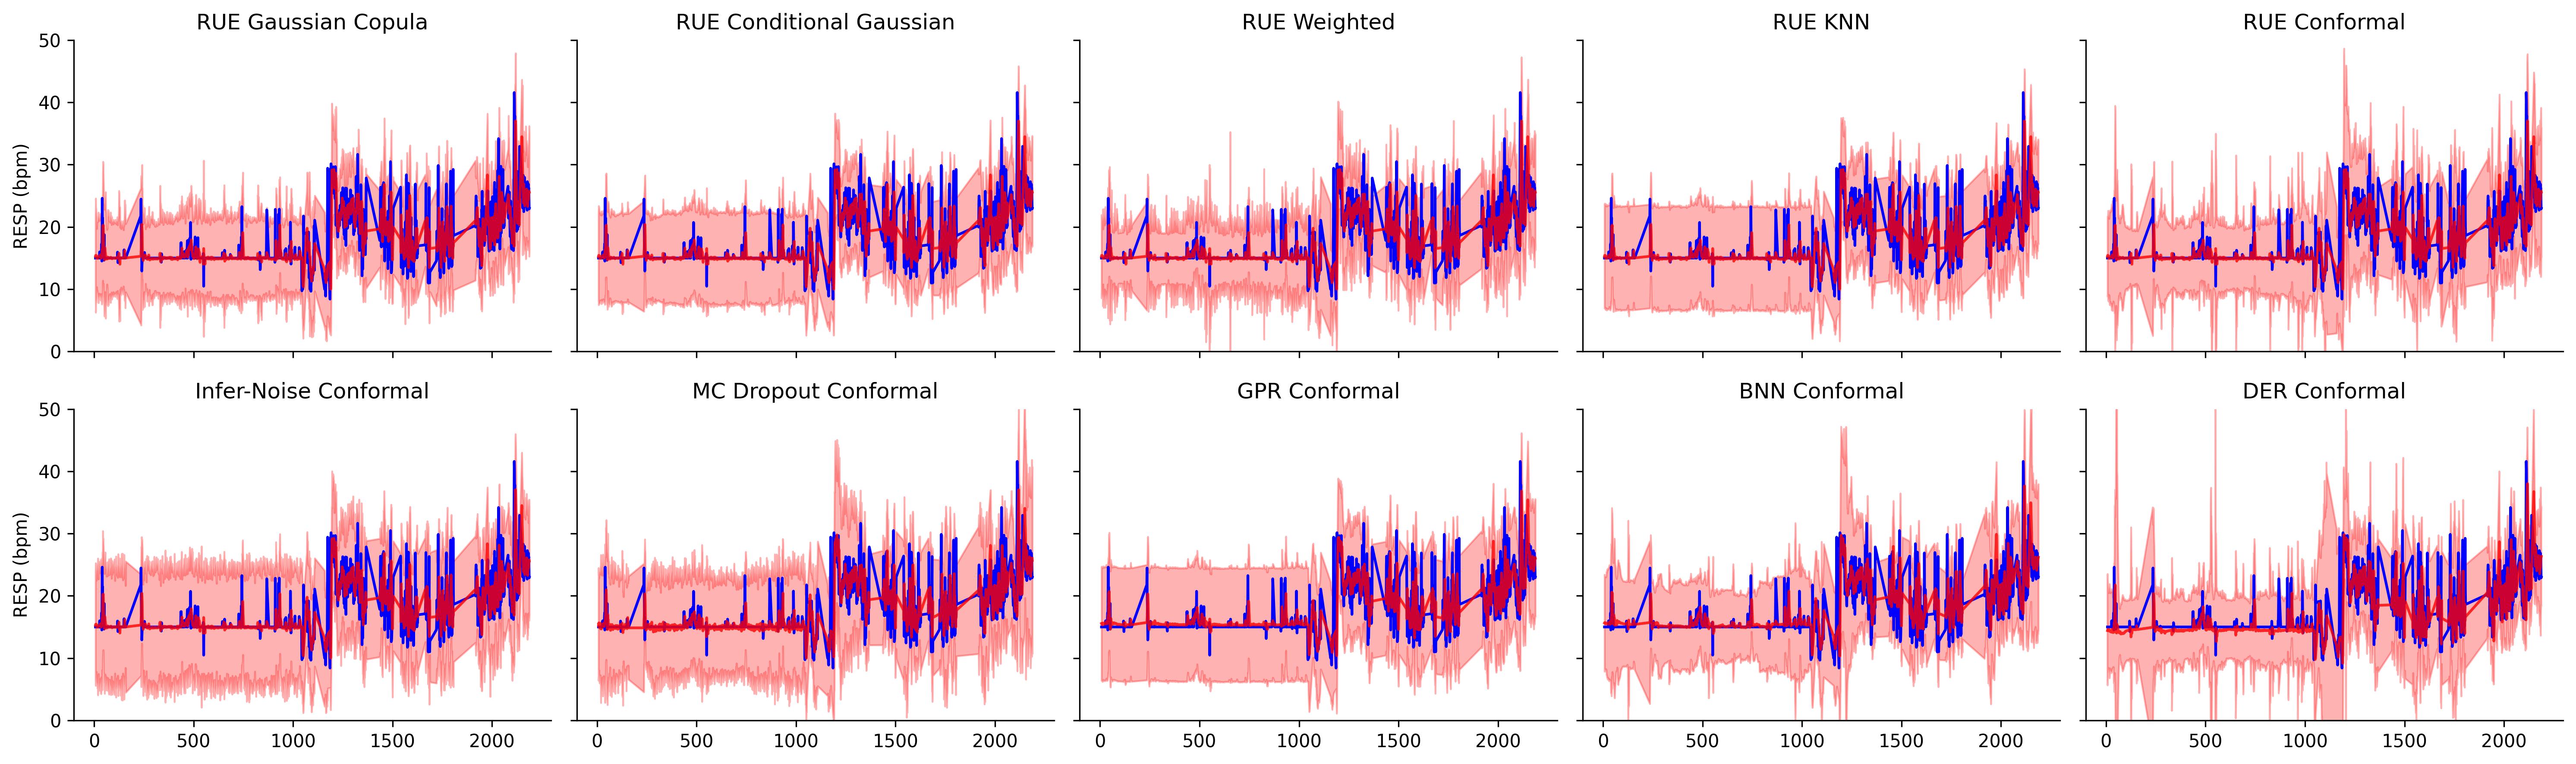 RUE Gaussian Copula
RUE Conditional Gaussian
RUE Weighted
RUE KNN
RUE Conformal
50
40
30
20
10
0
RESP (bpm)
Infer-Noise Conformal
MC Dropout Conformal
GPR Conformal
BNN Conformal
DER Conformal
50
40
30
20
10
0
RESP (bpm)
0 500 1000 1500 2000
0 500 1000 1500 2000
0 500 1000 1500 2000
0 500 1000 1500 2000
0 500 1000 1500 2000